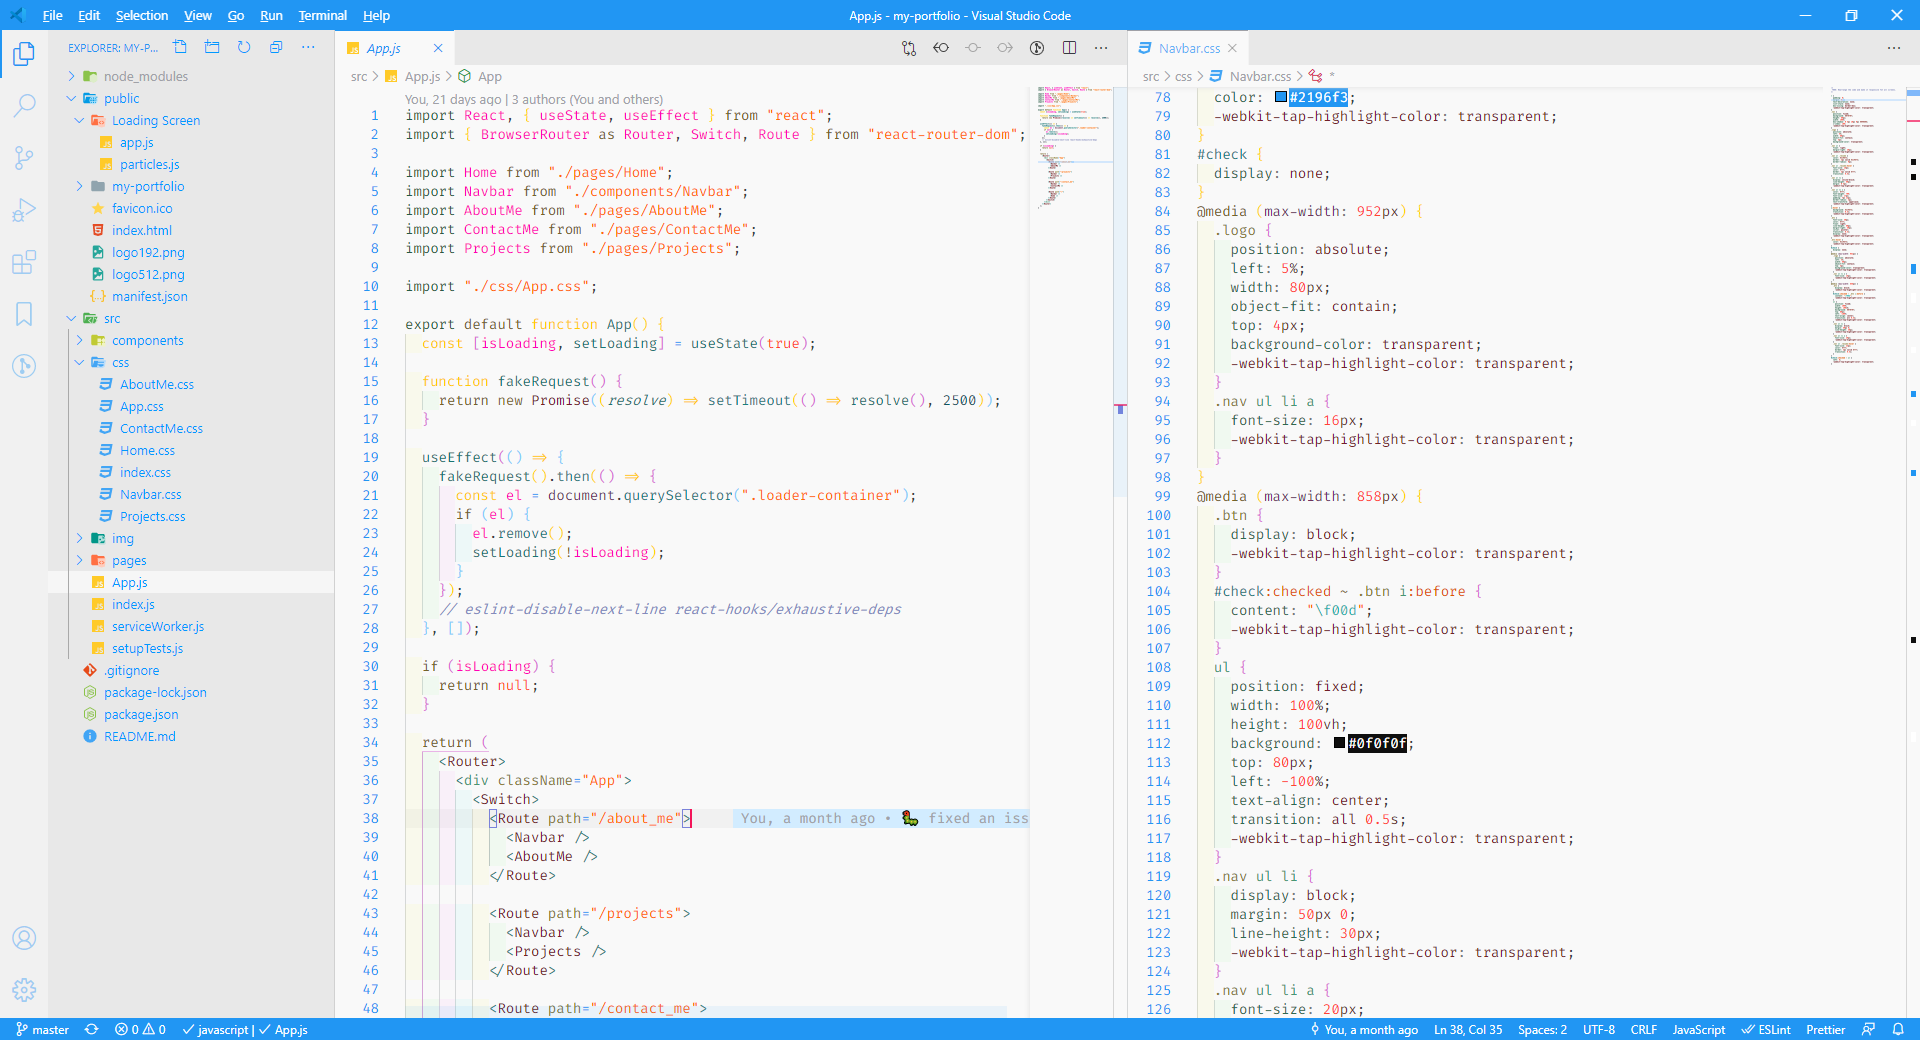 File Edit Selection View Go Run Terminal Help
App.js - my-portfolio - Visual Studio Code
EXPLORER: MY-P...
node_modules
public
Loading Screen
app.js
particles.js
my-portfolio
favicon.ico
index.html
logo192.png
logo512.png
manifest.json
src
components
css
AboutMe.css
App.css
ContactMe.css
Home.css
index.css
Navbar.css
Projects.css
img
pages
App.js
index.js
serviceWorker.js
setupTests.js
.gitignore
package-lock.json
package.json
README.md
App.js
src > App.js > App
You, 21 days ago | 3 authors (You and others)
1 import React, { useState, useEffect } from "react";
2 import { BrowserRouter as Router, Switch, Route } from "react-router-dom";
3
4 import Home from "./pages/Home";
5 import Navbar from "./components/Navbar";
6 import AboutMe from "./pages/AboutMe";
7 import ContactMe from "./pages/ContactMe";
8 import Projects from "./pages/Projects";
9
10 import "./css/App.css";
11
12 export default function App() {
13 const [isLoading, setLoading] = useState(true);
14
15 function fakeRequest() {
16 return new Promise((resolve) => setTimeout(() => resolve(), 2500));
17 }
18
19 useEffect(() => {
20 fakeRequest().then(() => {
21 const el = document.querySelector(".loader-container");
22 if (el) {
23 el.remove();
24 setLoading(!isLoading);
25 }
26 });
27 // eslint-disable-next-line react-hooks/exhaustive-deps
28 }, []);
29
30 if (isLoading) {
31 return null;
32 }
33
34 return (
35 <Router>
36 <div className="App">
37 <Switch>
38 <Route path="/about_me"> You, a month ago • 🐛 fixed an iss
39 <Navbar />
40 <AboutMe />
41 </Route>
42
43 <Route path="/projects">
44 <Navbar />
45 <Projects />
46 </Route>
47
48 <Route path="/contact_me">
Navbar.css
src > css > Navbar.css > *
78 color: #2196f3;
79 -webkit-tap-highlight-color: transparent;
80 }
81 #check {
82 display: none;
83 }
84 @media (max-width: 952px) {
85 .logo {
86 position: absolute;
87 left: 5%;
88 width: 80px;
89 object-fit: contain;
90 top: 4px;
91 background-color: transparent;
92 -webkit-tap-highlight-color: transparent;
93 }
94 .nav ul li a {
95 font-size: 16px;
96 -webkit-tap-highlight-color: transparent;
97 }
98 }
99 @media (max-width: 858px) {
100 .btn {
101 display: block;
102 -webkit-tap-highlight-color: transparent;
103 }
104 #check:checked ~ .btn i:before {
105 content: "\f00d";
106 -webkit-tap-highlight-color: transparent;
107 }
108 ul {
109 position: fixed;
110 width: 100%;
111 height: 100vh;
112 background: #0f0f0f;
113 top: 80px;
114 left: -100%;
115 text-align: center;
116 transition: all 0.5s;
117 -webkit-tap-highlight-color: transparent;
118 }
119 .nav ul li {
120 display: block;
121 margin: 50px 0;
122 line-height: 30px;
123 -webkit-tap-highlight-color: transparent;
124 }
125 .nav ul li a {
126 font-size: 20px;
master 0 0 javascript | App.js
You, a month ago Ln 38, Col 35 Spaces: 2 UTF-8 CRLF JavaScript ESLint Prettier